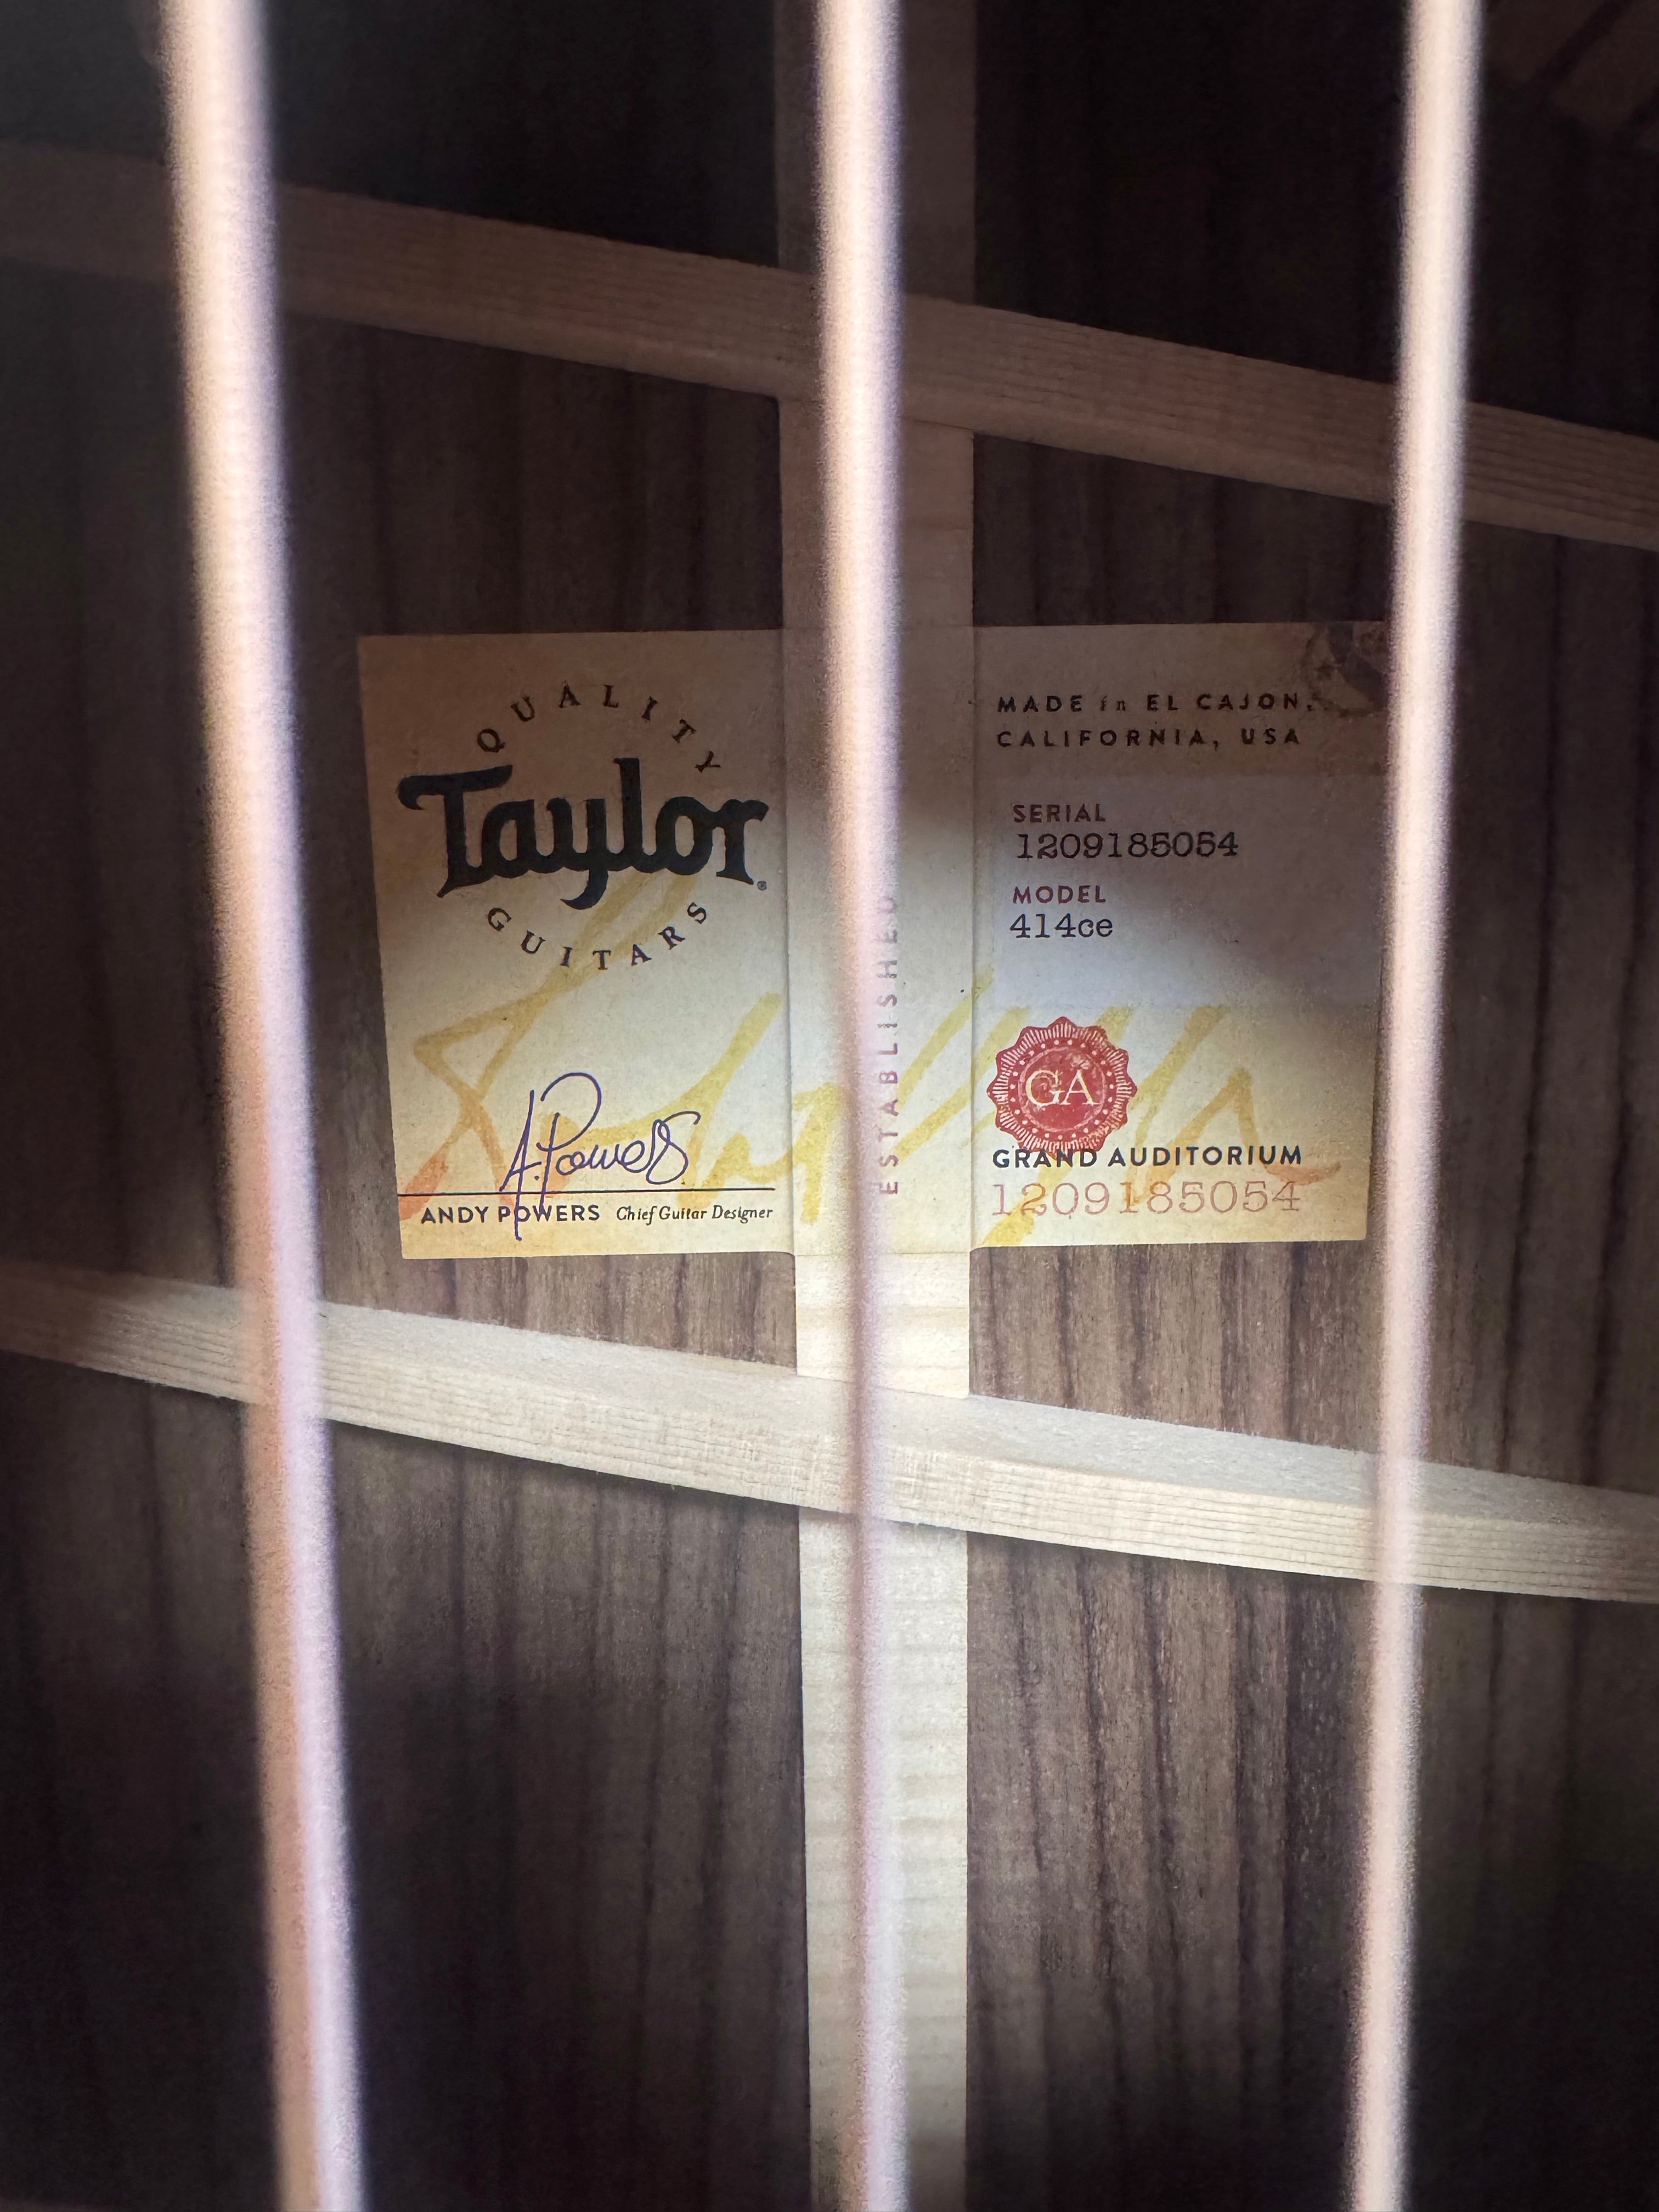 QUALITY
Taylor®
GUITARS
A. Powers
ANDY POWERS Chief Guitar Designer
ESTABLISHED
MADE in EL CAJON,
CALIFORNIA, USA
SERIAL
1209185054
MODEL
414ce
GA
GRAND AUDITORIUM
1209185054